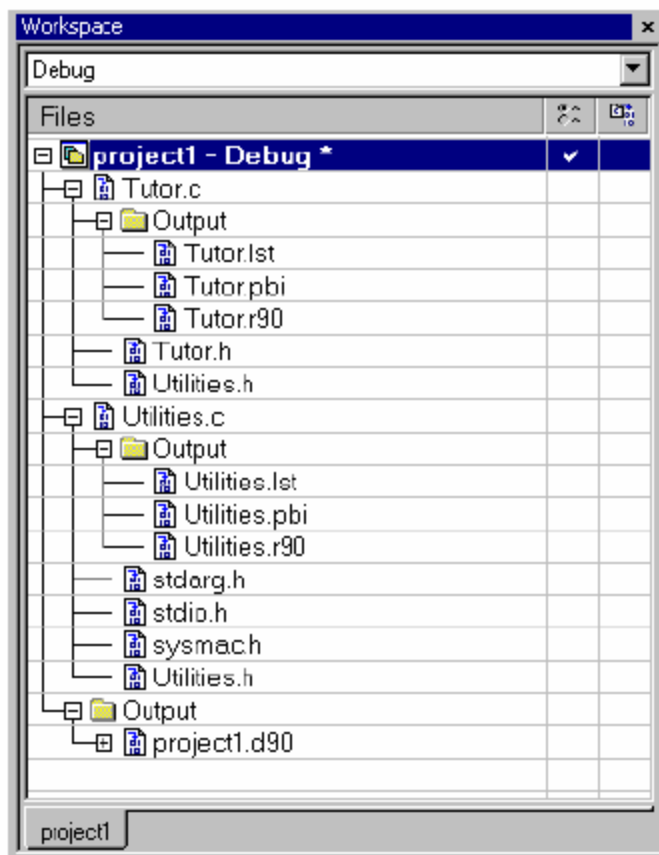 Workspace
Debug
Files
project1 - Debug *
Tutor.c
Output
Tutor.lst
Tutor.pbi
Tutor.r90
Tutor.h
Utilities.h
Utilities.c
Output
Utilities.lst
Utilities.pbi
Utilities.r90
stdarg.h
stdio.h
sysmac.h
Utilities.h
Output
project1.d90
project1